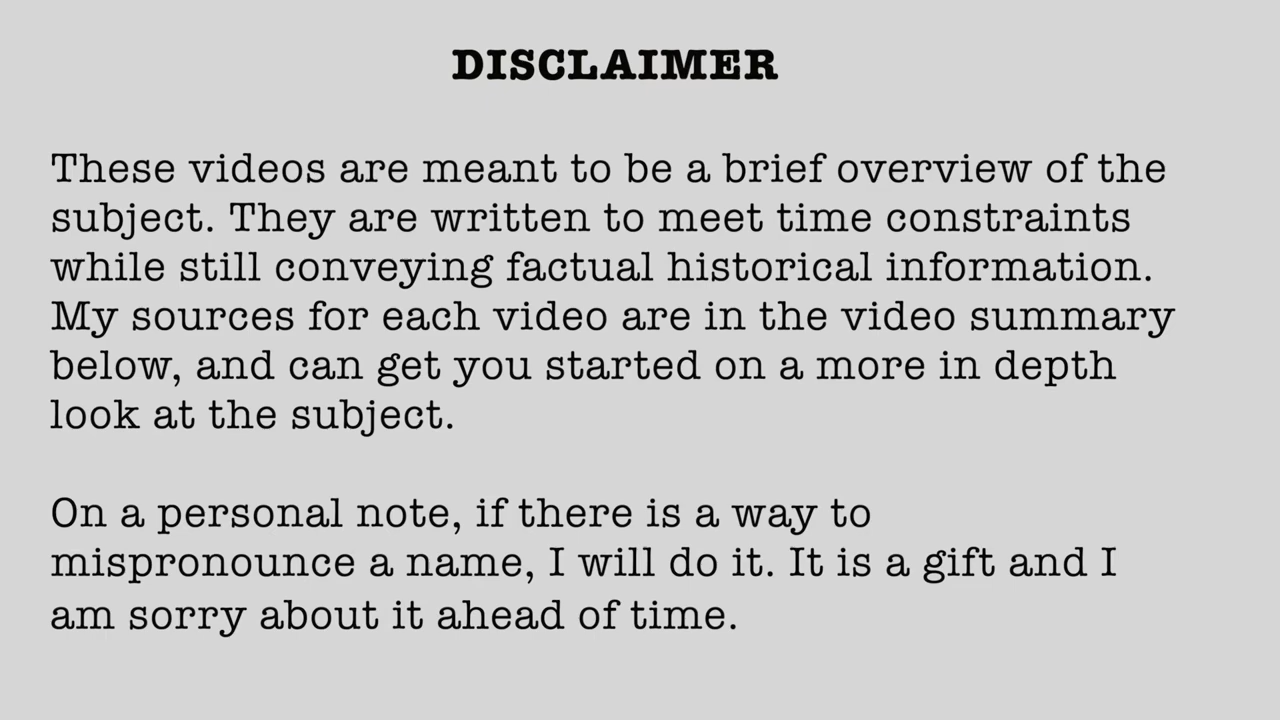 DISCLAIMER
These videos are meant to be a brief overview of the
subject. They are written to meet time constraints
while still conveying factual historical information.
My sources for each video are in the video summary
below, and can get you started on a more in depth
look at the subject.
On a personal note, if there is a way to
mispronounce a name, I will do it. It is a gift and I
am sorry about it ahead of time.